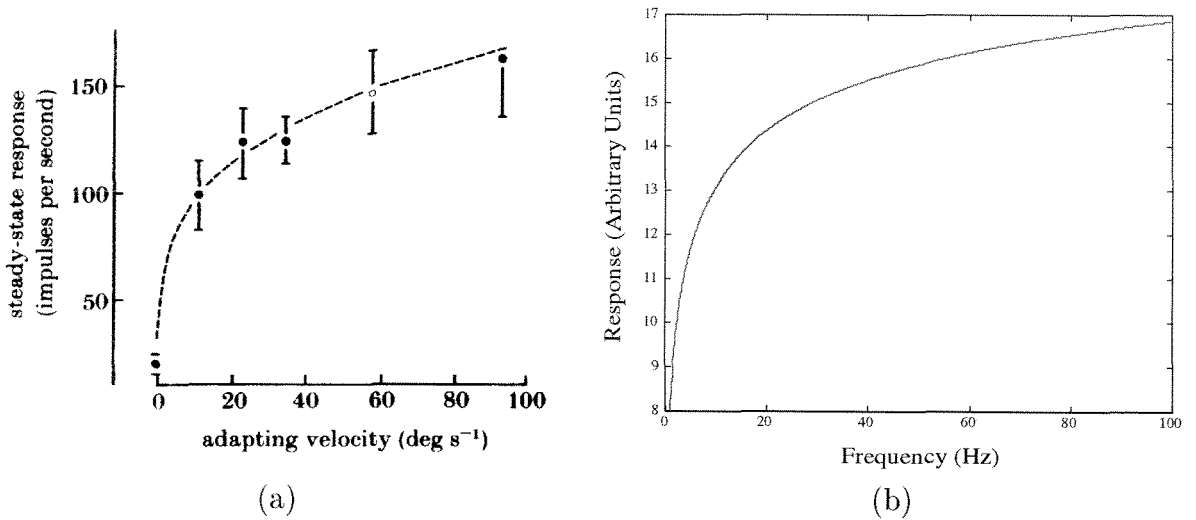 steady-state response
(impulses per second)
150
100
50
0 20 40 60 80 100
adapting velocity (deg s⁻¹)
(a)
Response (Arbitrary Units)
17
16
15
14
13
12
11
10
9
8
0 20 40 60 80 100
Frequency (Hz)
(b)